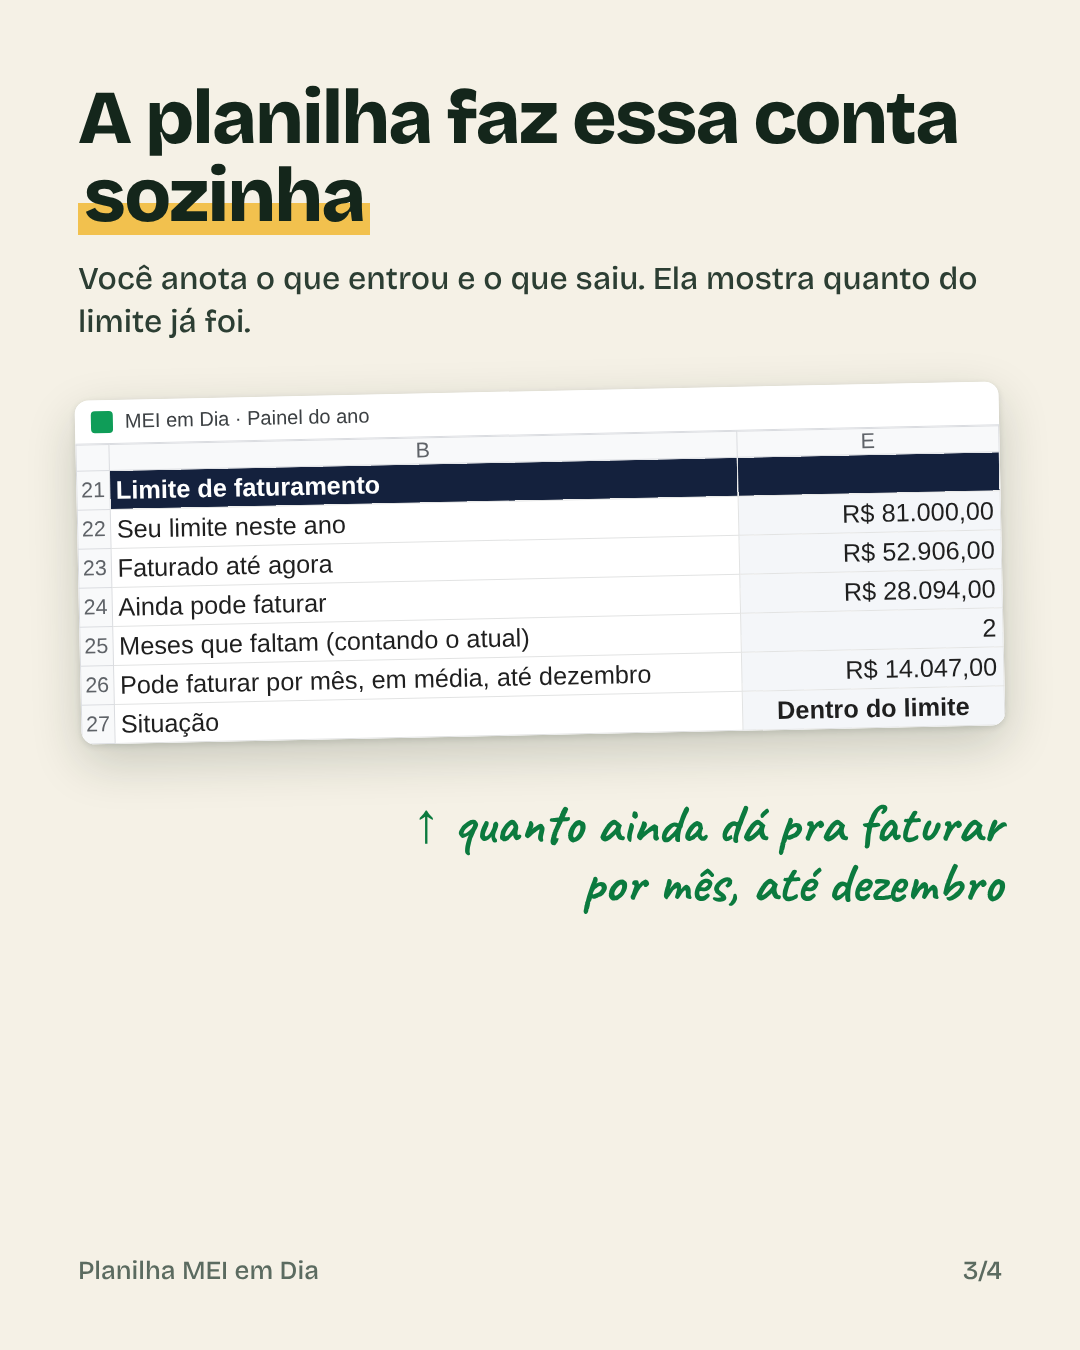 A planilha faz essa conta
sozinha
Você anota o que entrou e o que saiu. Ela mostra quanto do
limite já foi.
MEI em Dia · Painel do ano
B E
21 Limite de faturamento
22 Seu limite neste ano R$ 81.000,00
23 Faturado até agora R$ 52.906,00
24 Ainda pode faturar R$ 28.094,00
25 Meses que faltam (contando o atual) 2
26 Pode faturar por mês, em média, até dezembro R$ 14.047,00
27 Situação Dentro do limite
↑ quanto ainda dá pra faturar
por mês, até dezembro
Planilha MEI em Dia 3/4